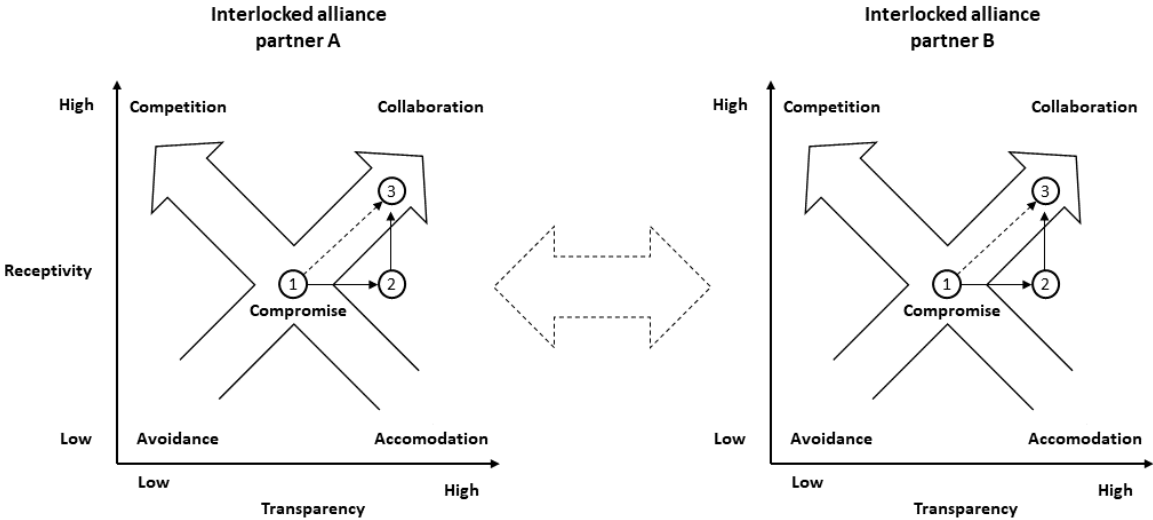 Interlocked alliance
partner A
High
Competition
Collaboration
3
Receptivity
1
2
Compromise
Low
Avoidance
Accomodation
Low
High
Transparency
Interlocked alliance
partner B
High
Competition
Collaboration
3
1
2
Compromise
Low
Avoidance
Accomodation
Low
High
Transparency